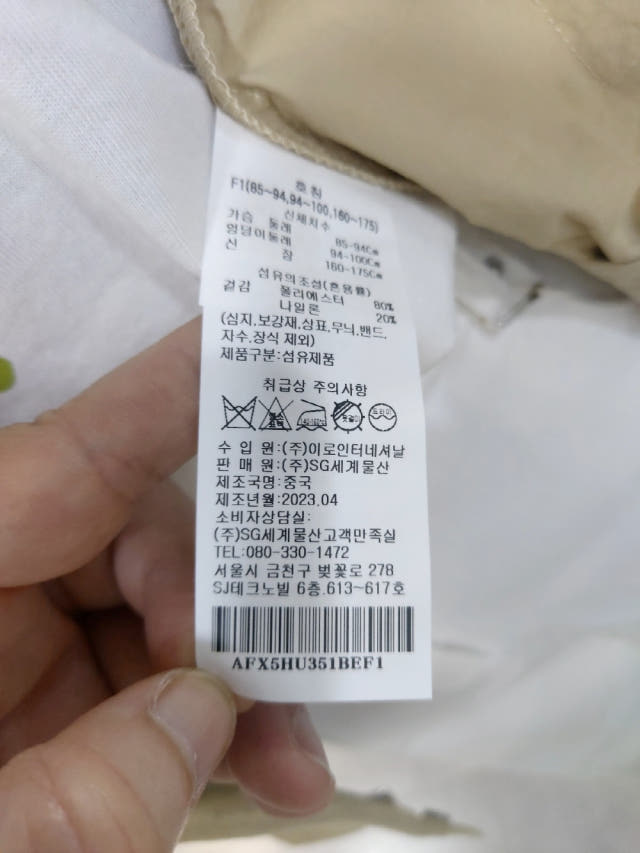 호칭
F1(85~94,94~100,160~175)
신체치수
가슴 둘레 85-94Cm
엉덩이둘레 94-100Cm
신 장 160-175Cm
섬유의조성(혼용률)
겉감 폴리에스터 80%
나일론 20%
(심지,보강재,상표,무늬,밴드,
자수,장식 제외)
제품구분:섬유제품
취급상 주의사항
옷걸이
드라이
수 입 원:(주)이로인터네셔날
판 매 원:(주)SG세계물산
제조국명:중국
제조년월:2023.04
소비자상담실:
(주)SG세계물산고객만족실
TEL:080-330-1472
서울시 금천구 벚꽃로 278
SJ테크노빌 6층.613~617호
AFX5HU351BEF1